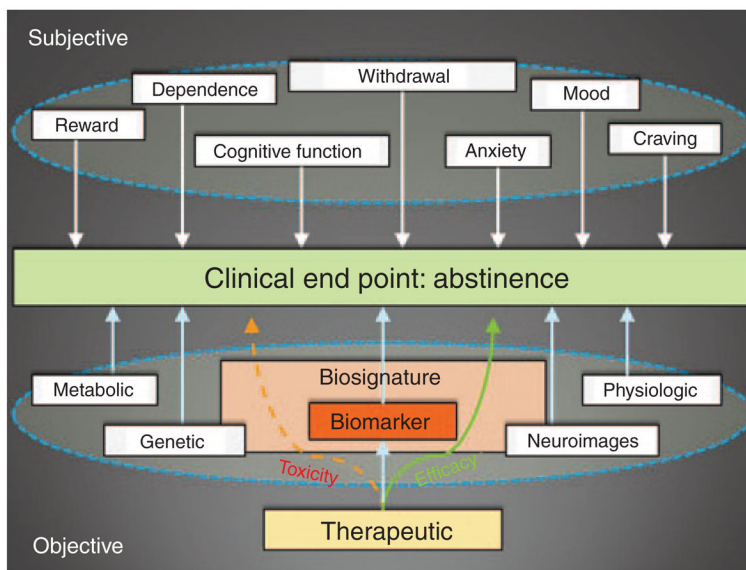 Subjective
Withdrawal
Dependence
Mood
Reward
Cognitive function
Anxiety
Craving
Clinical end point: abstinence
Biosignature
Metabolic
Physiologic
Biomarker
Genetic
Neuroimages
Toxicity
Efficacy
Therapeutic
Objective